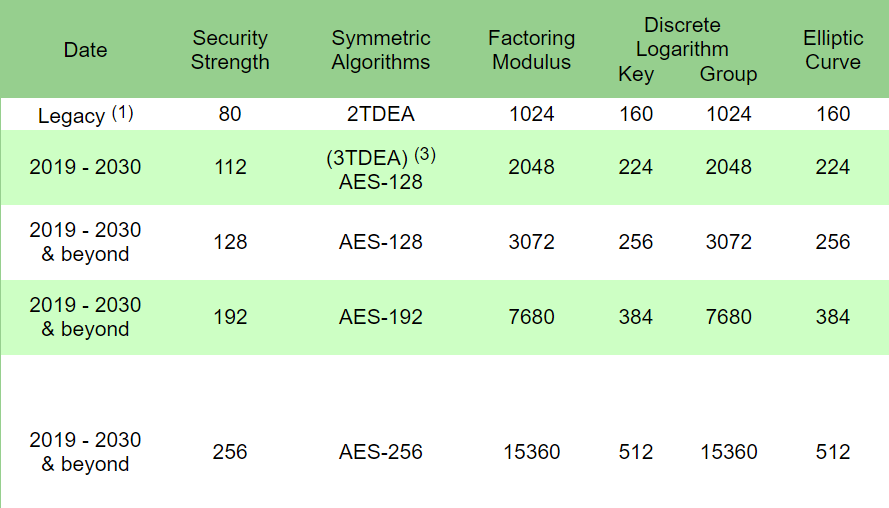 Date Security Strength Symmetric Algorithms Factoring Modulus Discrete Logarithm Key Group Elliptic Curve
Legacy (1) 80 2TDEA 1024 160 1024 160
2019 - 2030 112 (3TDEA) (3) AES-128 2048 224 2048 224
2019 - 2030 & beyond 128 AES-128 3072 256 3072 256
2019 - 2030 & beyond 192 AES-192 7680 384 7680 384
2019 - 2030 & beyond 256 AES-256 15360 512 15360 512